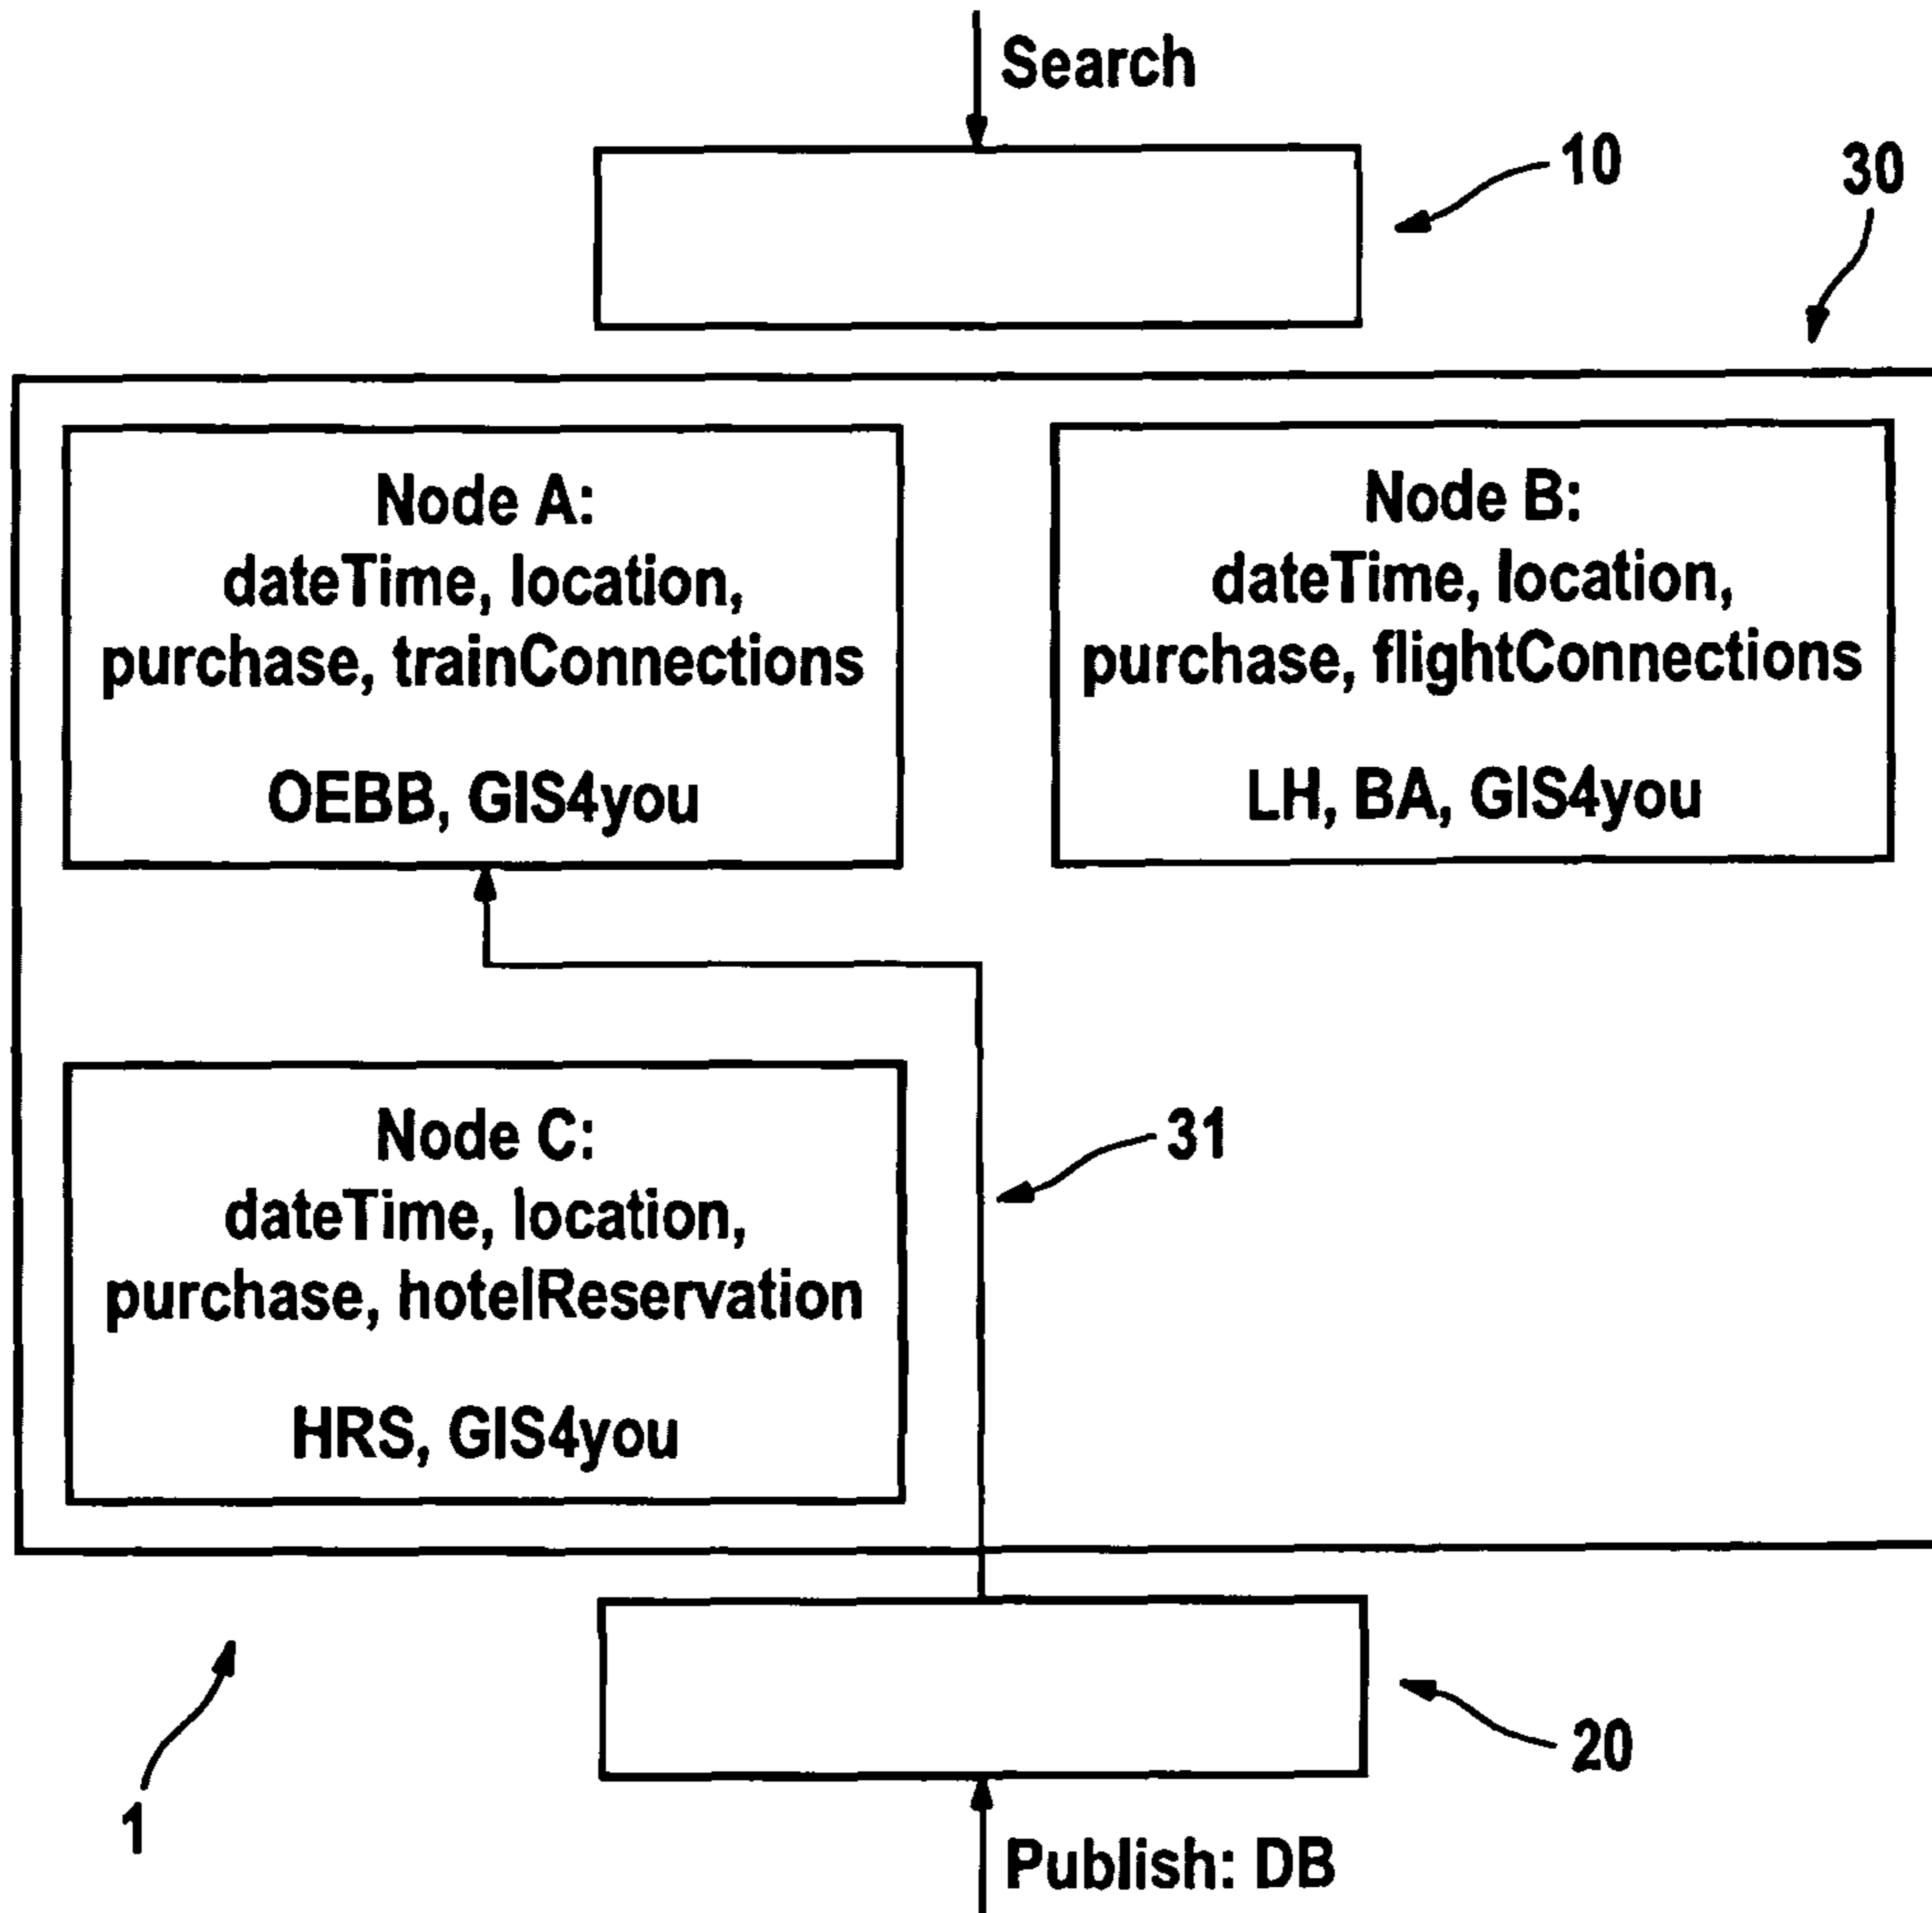 Search
10
30
Node A:
dateTime, location,
purchase, trainConnections
OEBB, GIS4you
Node B:
dateTime, location,
purchase, flightConnections
LH, BA, GIS4you
Node C:
dateTime, location,
purchase, hotelReservation
HRS, GIS4you
31
20
1
Publish: DB